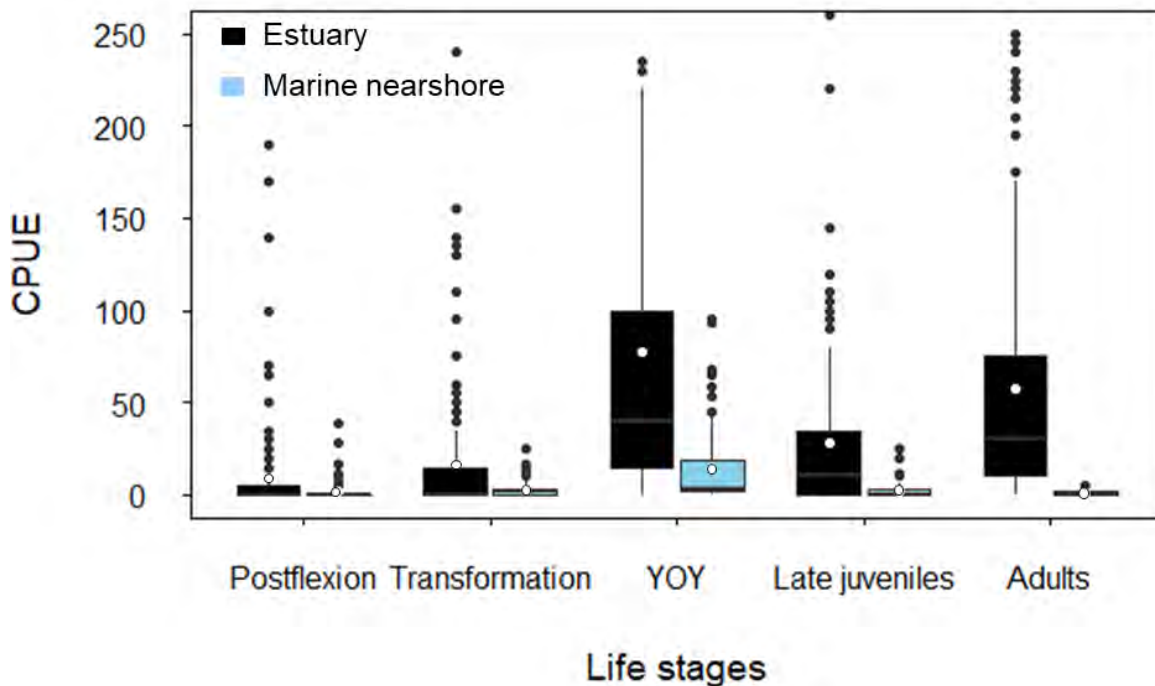 Estuary
Marine nearshore
CPUE
250
200
150
100
50
0
Postflexion Transformation YOY Late juveniles Adults
Life stages